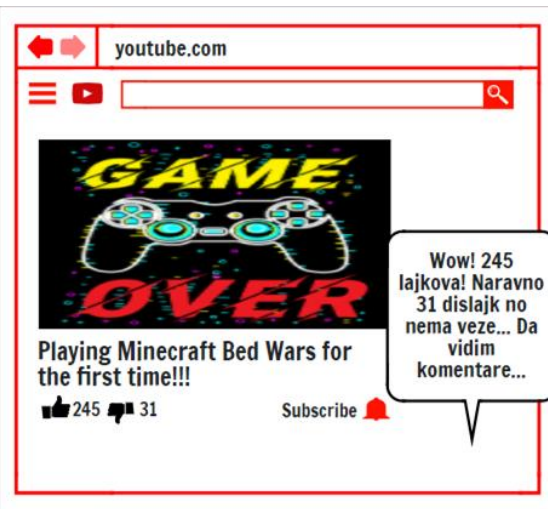 youtube.com
GAME
OVER
Wow! 245
lajkova! Naravno
31 dislajk no
nema veze... Da
vidim
komentare...
Playing Minecraft Bed Wars for
the first time!!!
245 31 Subscribe